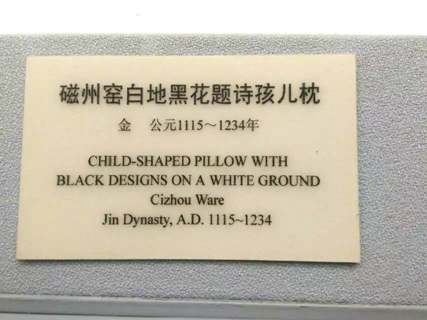 磁州窑白地黑花题诗孩儿枕
金 公元1115～1234年
CHILD-SHAPED PILLOW WITH
BLACK DESIGNS ON A WHITE GROUND
Cizhou Ware
Jin Dynasty, A.D. 1115~1234